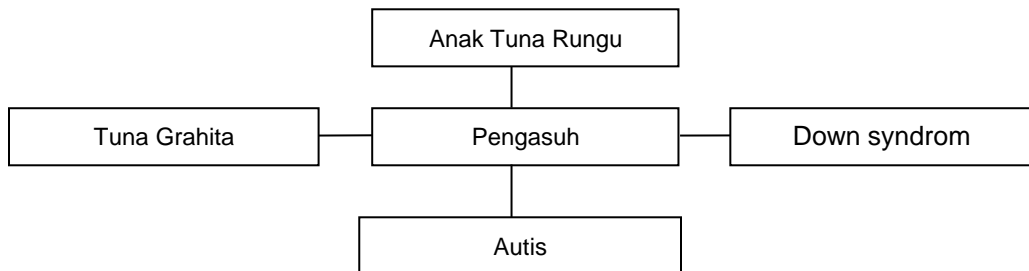 Anak Tuna Rungu
Tuna Grahita
Pengasuh
Down syndrom
Autis